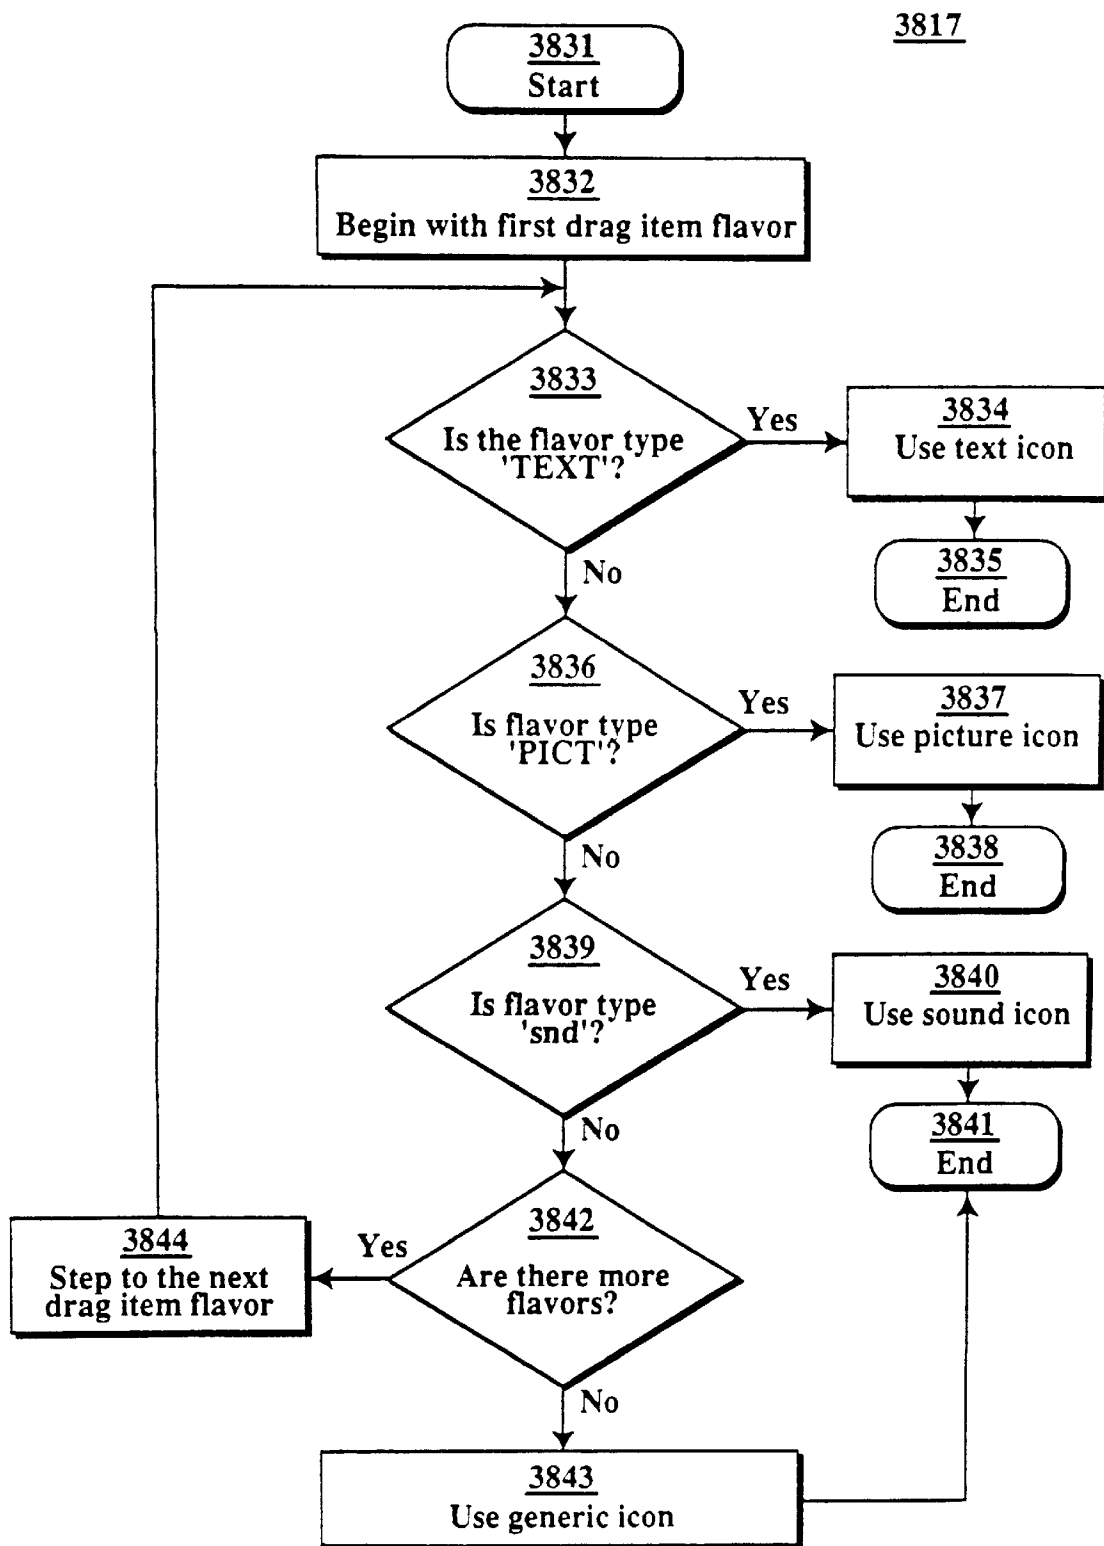 3817
3831
Start
3832
Begin with first drag item flavor
3833
Is the flavor type
'TEXT'?
Yes
3834
Use text icon
3835
End
No
3836
Is flavor type
'PICT'?
Yes
3837
Use picture icon
3838
End
No
3839
Is flavor type
'snd'?
Yes
3840
Use sound icon
3841
End
No
3842
Are there more
flavors?
Yes
3844
Step to the next
drag item flavor
No
3843
Use generic icon